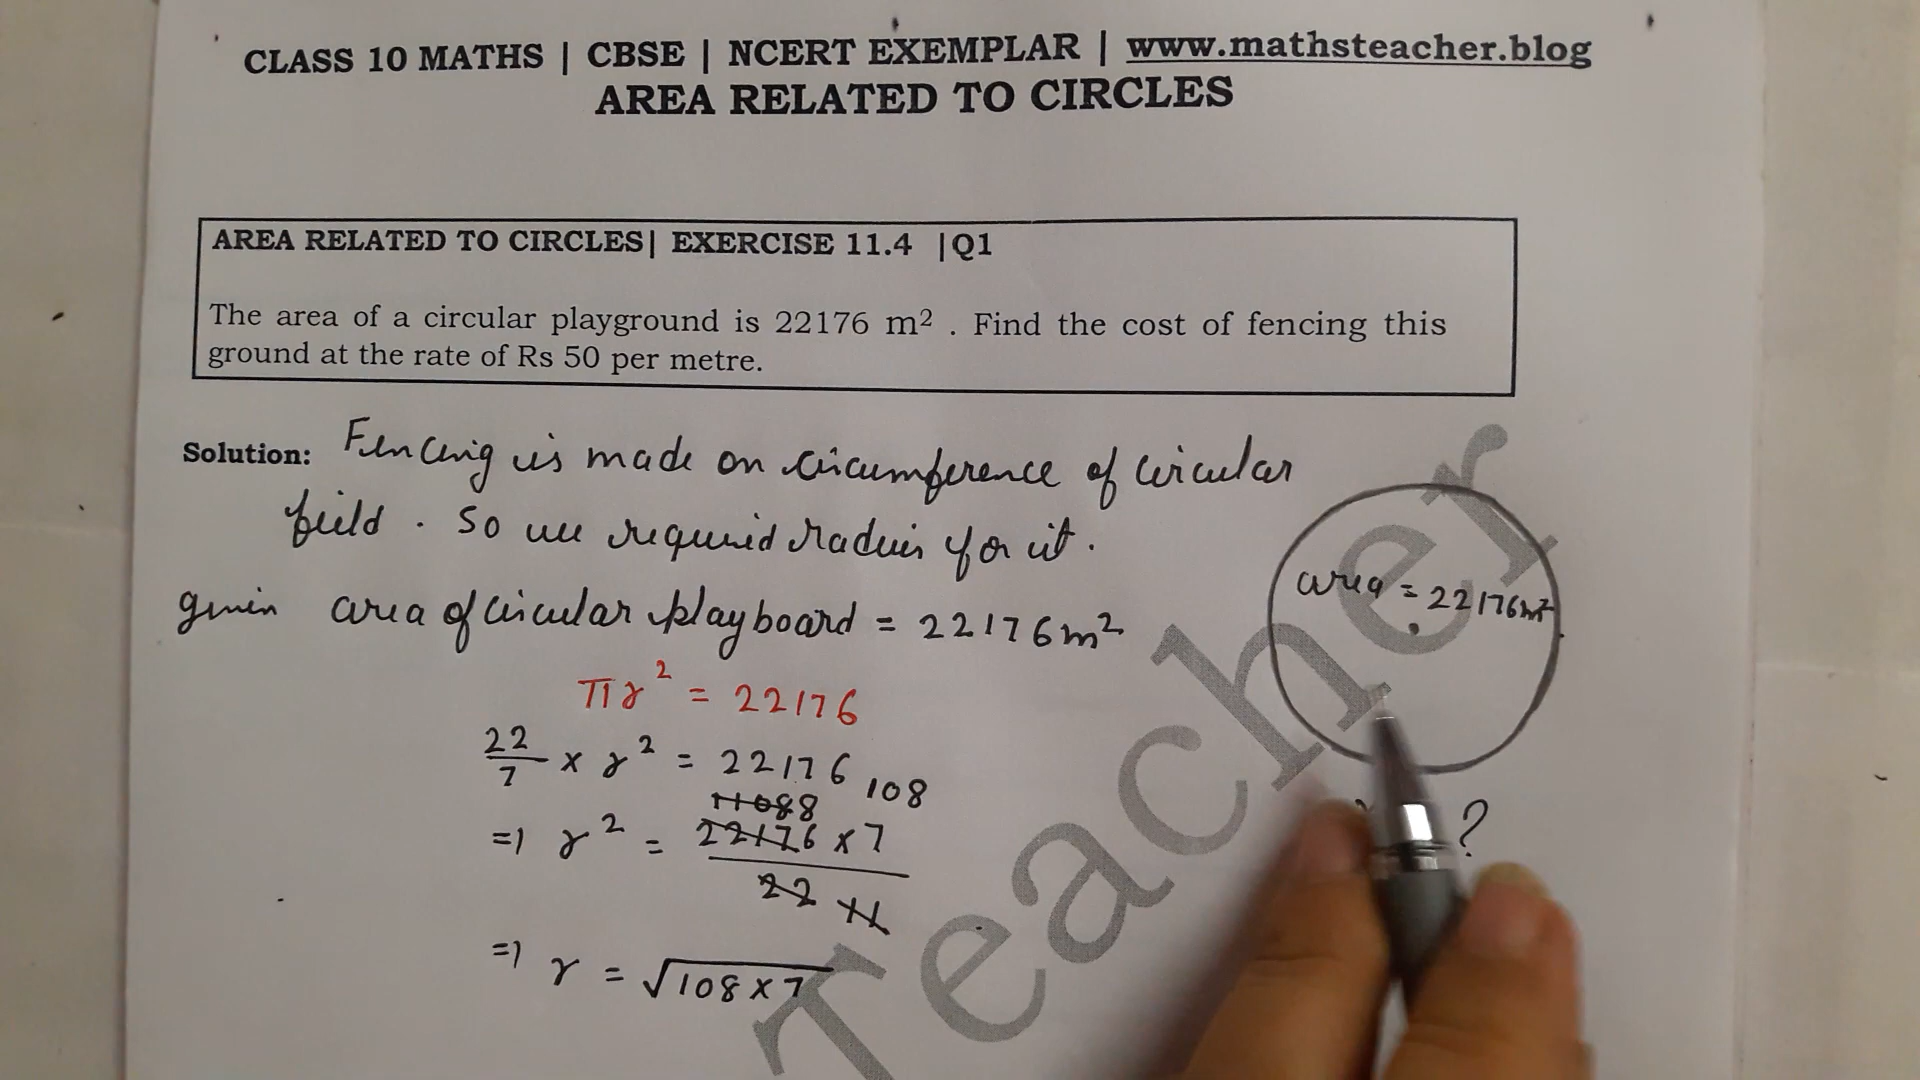 CLASS 10 MATHS | CBSE | NCERT EXEMPLAR | www.mathsteacher.blog
AREA RELATED TO CIRCLES
AREA RELATED TO CIRCLES| EXERCISE 11.4 |Q1
The area of a circular playground is 22176 m² . Find the cost of fencing this
ground at the rate of Rs 50 per metre.
Solution: Fencing is made on circumference of circular
field . So we required radius for it .
given area of circular playboard = 22176m²
area = 22176m²
πr² = 22176
22/7 × r² = 22176
108
11088
⇒ r² = 22176 × 7
22 11
⇒ r = √108 × 7
?
Teacher